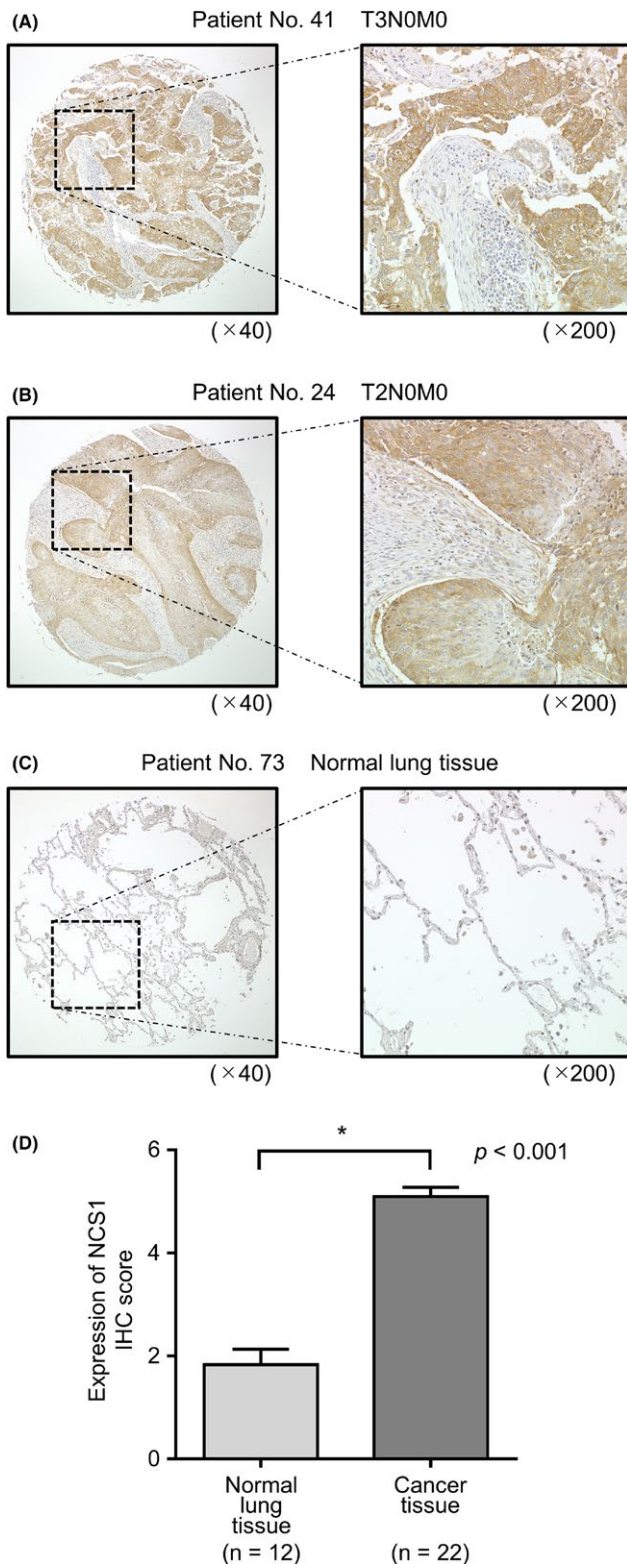 (A) Patient No. 41 T3N0M0
(×40) (×200)
(B) Patient No. 24 T2N0M0
(×40) (×200)
(C) Patient No. 73 Normal lung tissue
(×40) (×200)
(D)
* p < 0.001
Expression of NCS1
IHC score
6
4
2
0
Normal
lung
tissue
(n = 12)
Cancer
tissue
(n = 22)